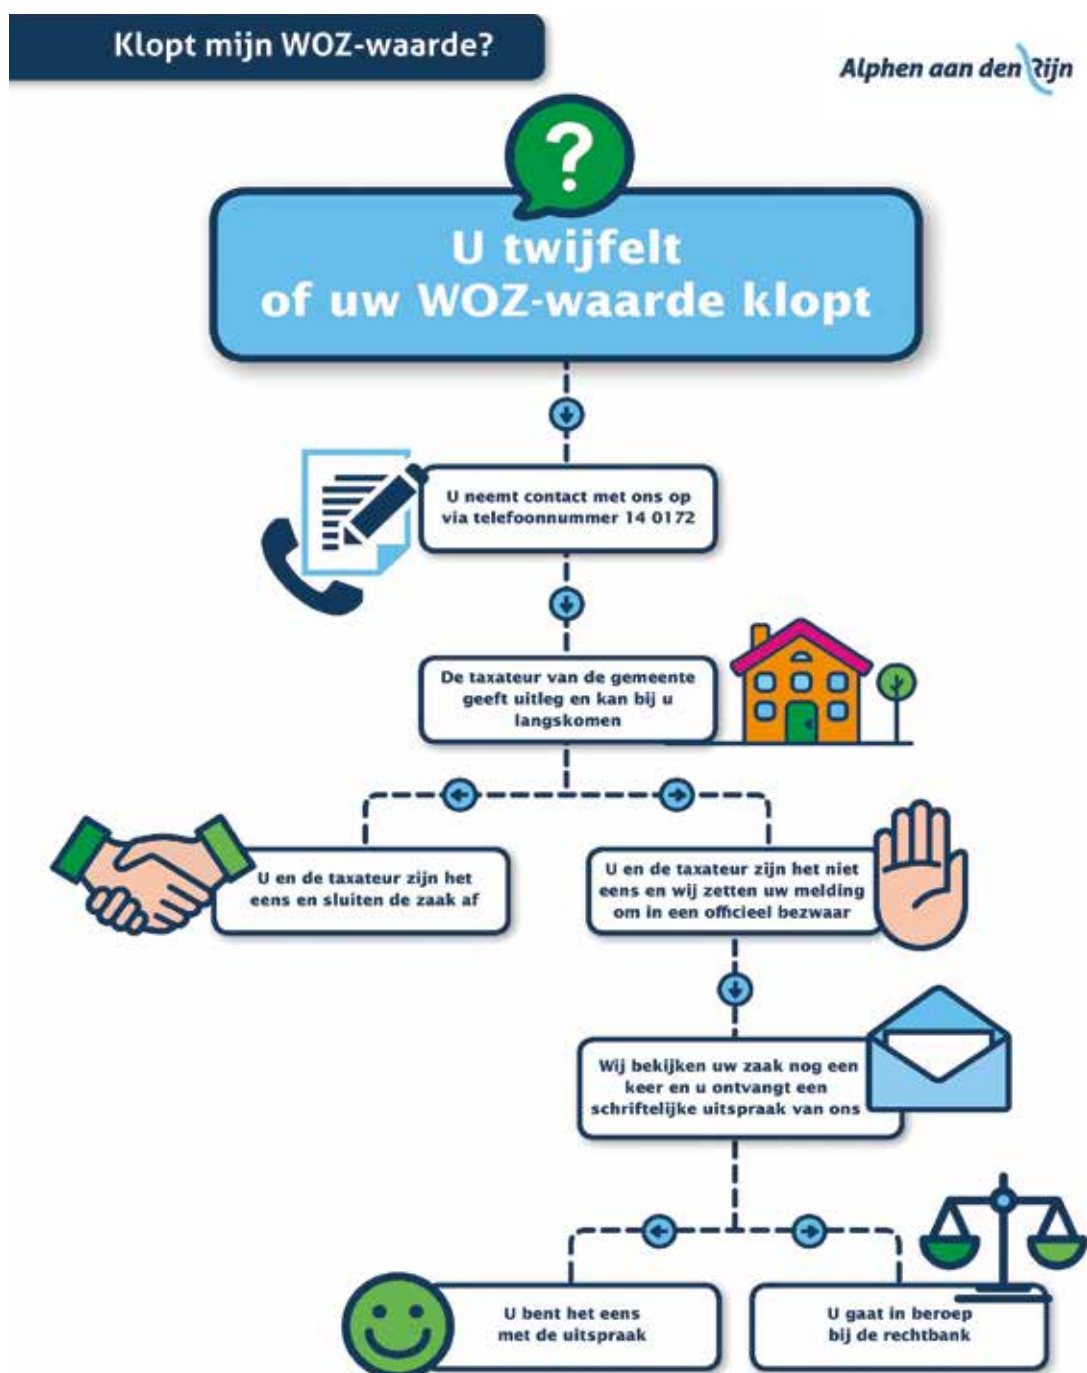 Klopt mijn WOZ-waarde?
Alphen aan den Rijn
?
U twijfelt
of uw WOZ-waarde klopt
U neemt contact met ons op
via telefoonnummer 14 0172
De taxateur van de gemeente
geeft uitleg en kan bij u
langskomen
U en de taxateur zijn het
eens en sluiten de zaak af
U en de taxateur zijn het niet
eens en wij zetten uw melding
om in een officieel bezwaar
Wij bekijken uw zaak nog een
keer en u ontvangt een
schriftelijke uitspraak van ons
U bent het eens
met de uitspraak
U gaat in beroep
bij de rechtbank